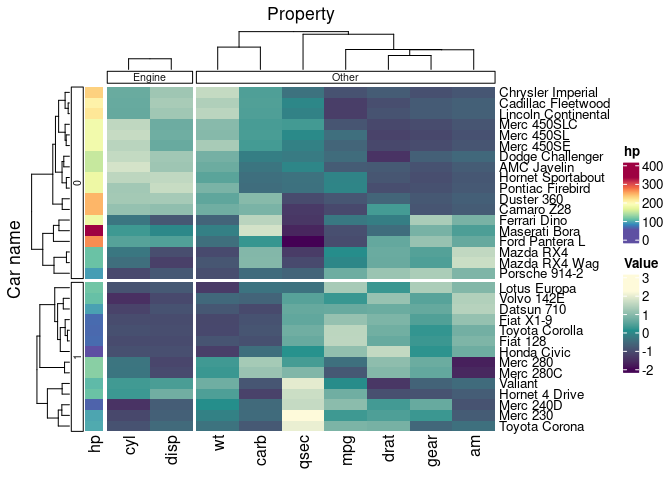 Property
Engine
Other
Car name
0
1
Chrysler Imperial
Cadillac Fleetwood
Lincoln Continental
Merc 450SLC
Merc 450SL
Merc 450SE
Dodge Challenger
AMC Javelin
Hornet Sportabout
Pontiac Firebird
Duster 360
Camaro Z28
Ferrari Dino
Maserati Bora
Ford Pantera L
Mazda RX4
Mazda RX4 Wag
Porsche 914-2
Lotus Europa
Volvo 142E
Datsun 710
Fiat X1-9
Toyota Corolla
Fiat 128
Honda Civic
Merc 280
Merc 280C
Valiant
Hornet 4 Drive
Merc 240D
Merc 230
Toyota Corona
hp
cyl
disp
wt
carb
qsec
mpg
drat
gear
am
hp
400
300
200
100
0
Value
3
2
1
0
-1
-2